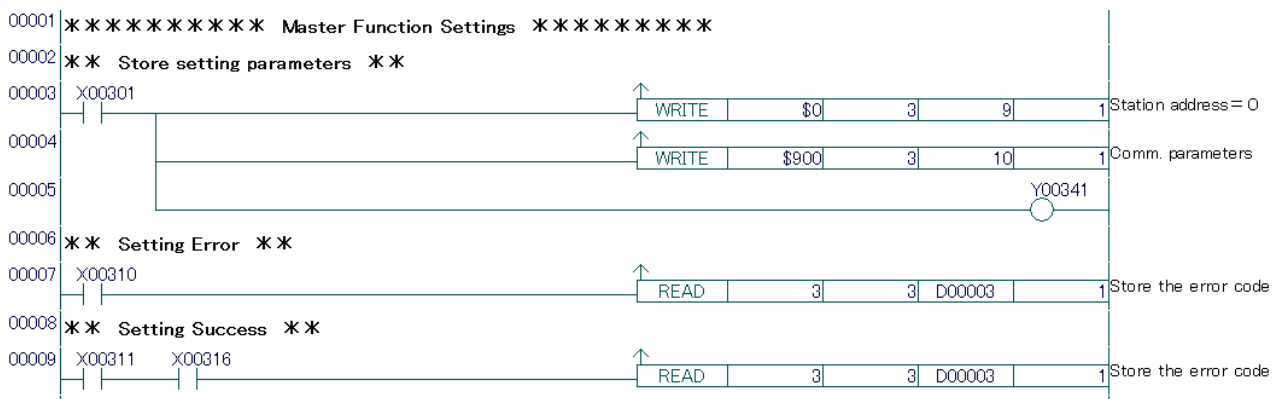 00001 ********** Master Function Settings *********
00002 ** Store setting parameters **
00003 X00301 WRITE $0 3 9 1 Station address=0
00004 WRITE $900 3 10 1 Comm. parameters
00005 Y00341
00006 ** Setting Error **
00007 X00310 READ 3 3 D00003 1 Store the error code
00008 ** Setting Success **
00009 X00311 X00316 READ 3 3 D00003 1 Store the error code